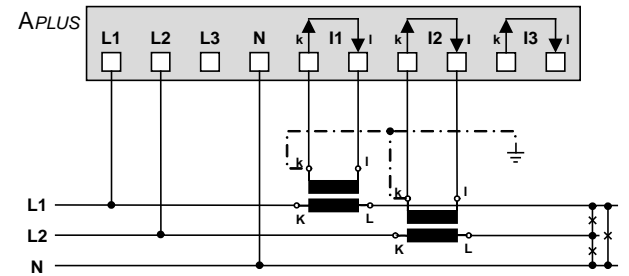 APLUS
L1 L2 L3 N k I1 l k I2 l k I3 l
k l
k l
L1 K L
L2 K L
N